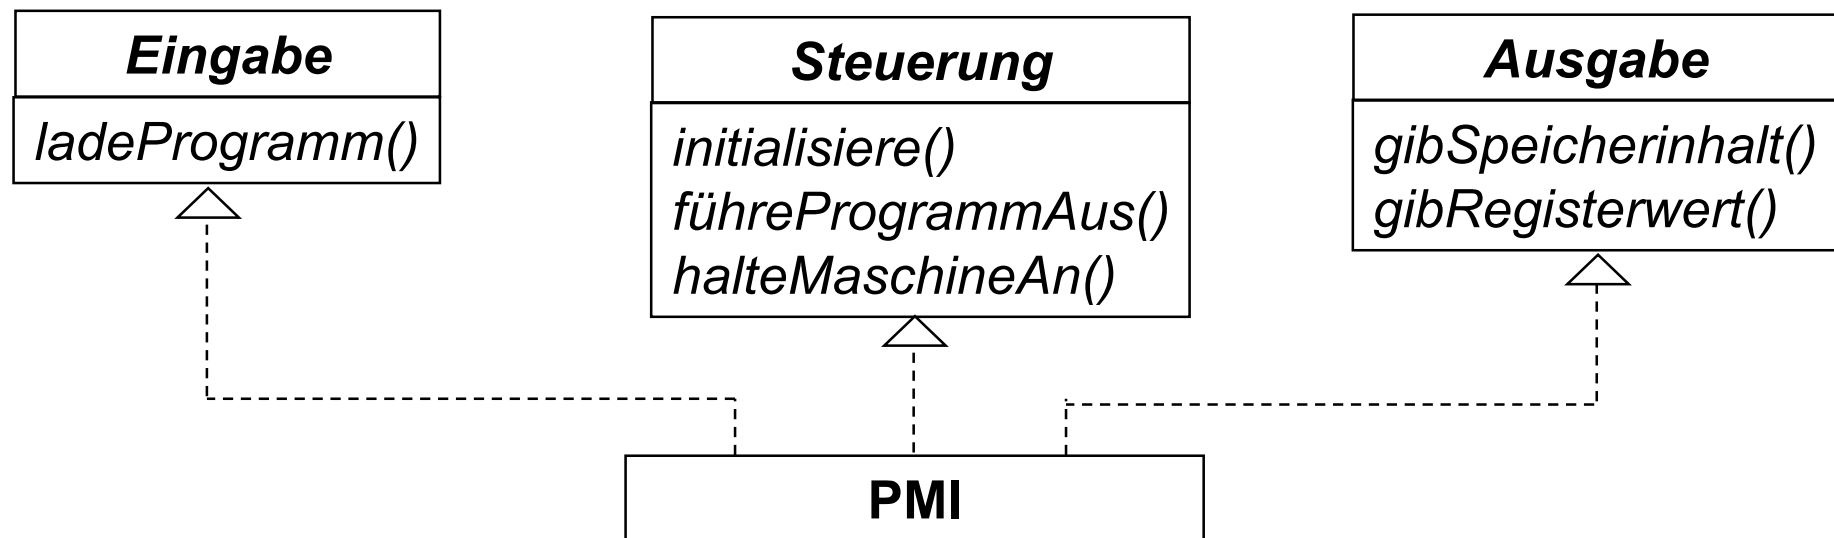 Eingabe
ladeProgramm()
Steuerung
initialisiere()
führeProgrammAus()
halteMaschineAn()
Ausgabe
gibSpeicherinhalt()
gibRegisterwert()
PMI